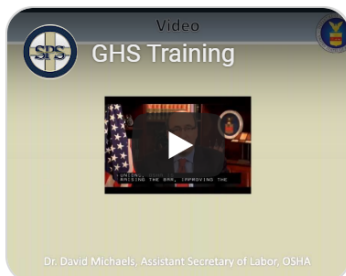 Video
SPS
GHS Training
RAISING THE BAR, IMPROVING THE
Dr. David Michaels, Assistant Secretary of Labor, OSHA